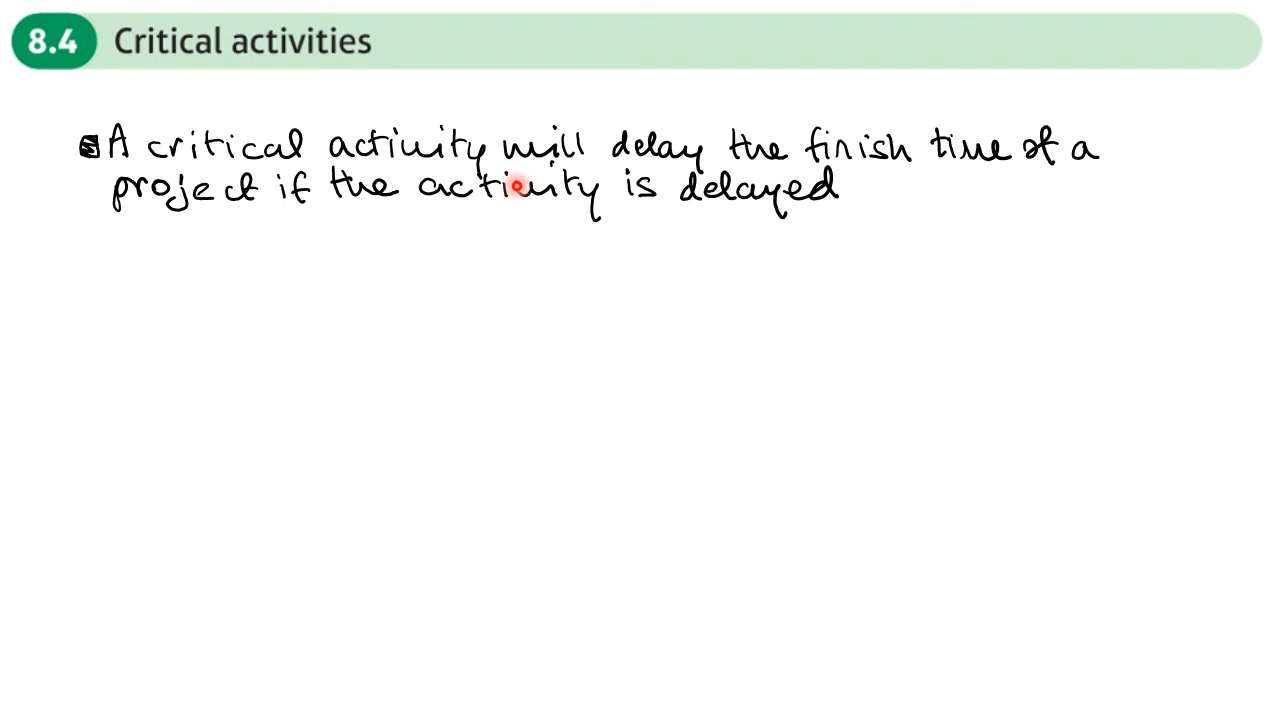 8.4 Critical activities
A critical activity will delay the finish time of a
project if the activity is delayed